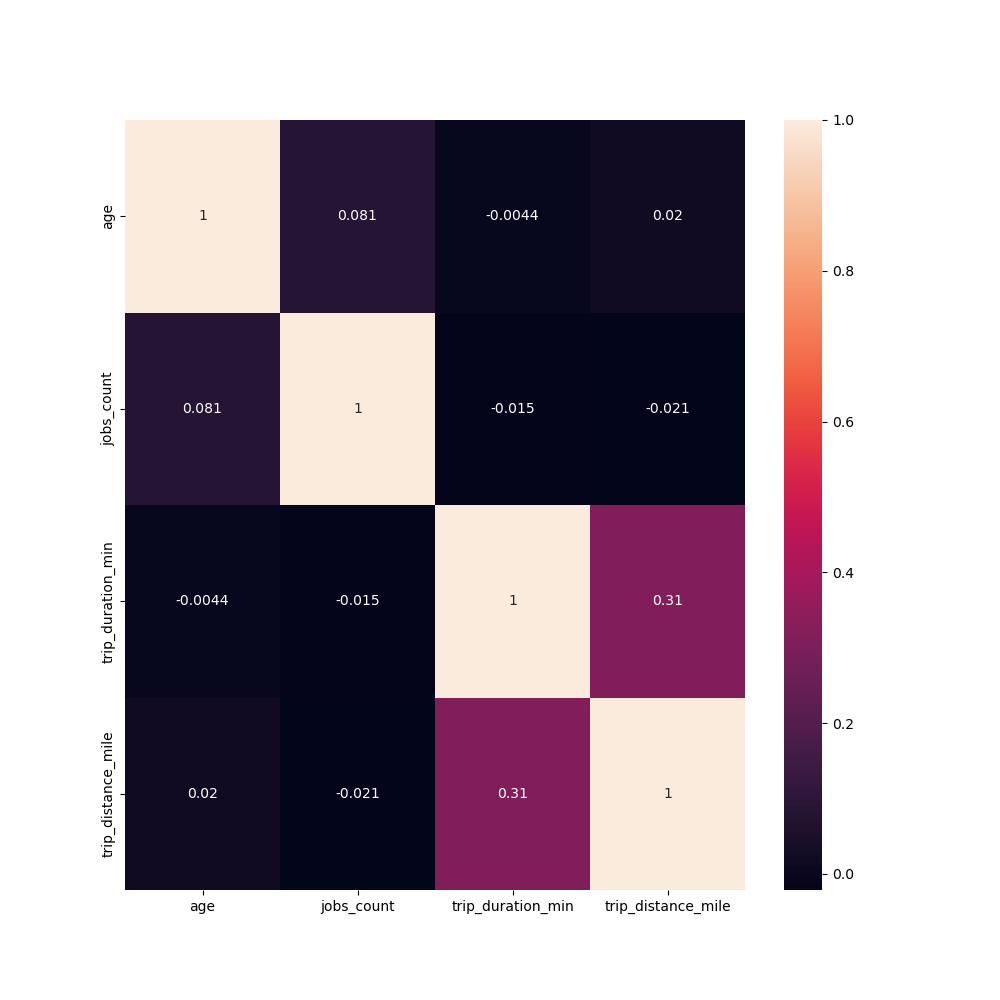 age
1
0.081
-0.0044
0.02
jobs_count
0.081
1
-0.015
-0.021
trip_duration_min
-0.0044
-0.015
1
0.31
trip_distance_mile
0.02
-0.021
0.31
1
age
jobs_count
trip_duration_min
trip_distance_mile
1.0
0.8
0.6
0.4
0.2
0.0